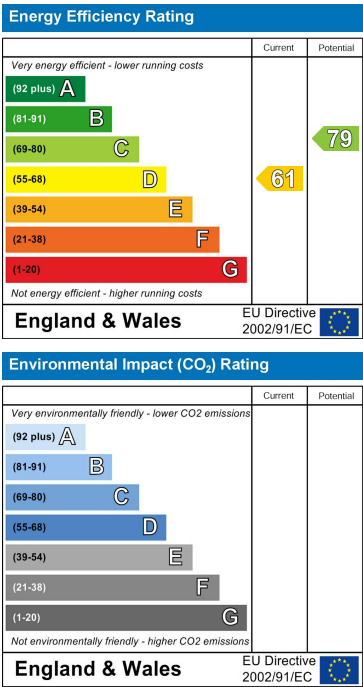 Energy Efficiency Rating
Current Potential
Very energy efficient - lower running costs
(92 plus) A
(81-91) B
(69-80) C
(55-68) D
(39-54) E
(21-38) F
(1-20) G
61
79
Not energy efficient - higher running costs
England & Wales
EU Directive
2002/91/EC
Environmental Impact (CO₂) Rating
Current Potential
Very environmentally friendly - lower CO2 emissions
(92 plus) A
(81-91) B
(69-80) C
(55-68) D
(39-54) E
(21-38) F
(1-20) G
Not environmentally friendly - higher CO2 emissions
England & Wales
EU Directive
2002/91/EC